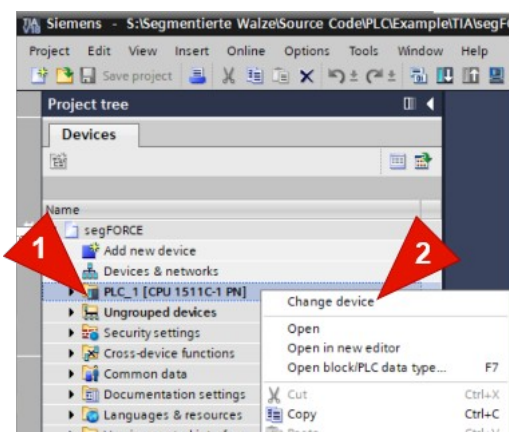 Siemens - S:\Segmentierte Walze\Source Code\PLC\Example\TIA\segF
Project Edit View Insert Online Options Tools Window Help
Save project
Project tree
Devices
Name
segFORCE
Add new device
Devices & networks
PLC_1 [CPU 1511C-1 PN]
Ungrouped devices
Security settings
Cross-device functions
Common data
Documentation settings
Languages & resources
1
2
Change device
Open
Open in new editor
Open block/PLC data type... F7
Cut Ctrl+X
Copy Ctrl+C